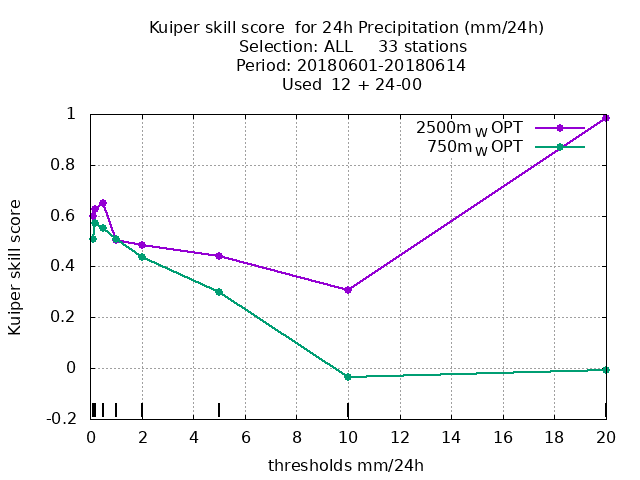 Kuiper skill score  for 24h Precipitation (mm/24h)
Selection: ALL     33 stations
Period: 20180601-20180614
Used  12 + 24-00
2500m W OPT
750m W OPT
1
0.8
0.6
0.4
0.2
0
-0.2
Kuiper skill score
0 2 4 6 8 10 12 14 16 18 20
thresholds mm/24h